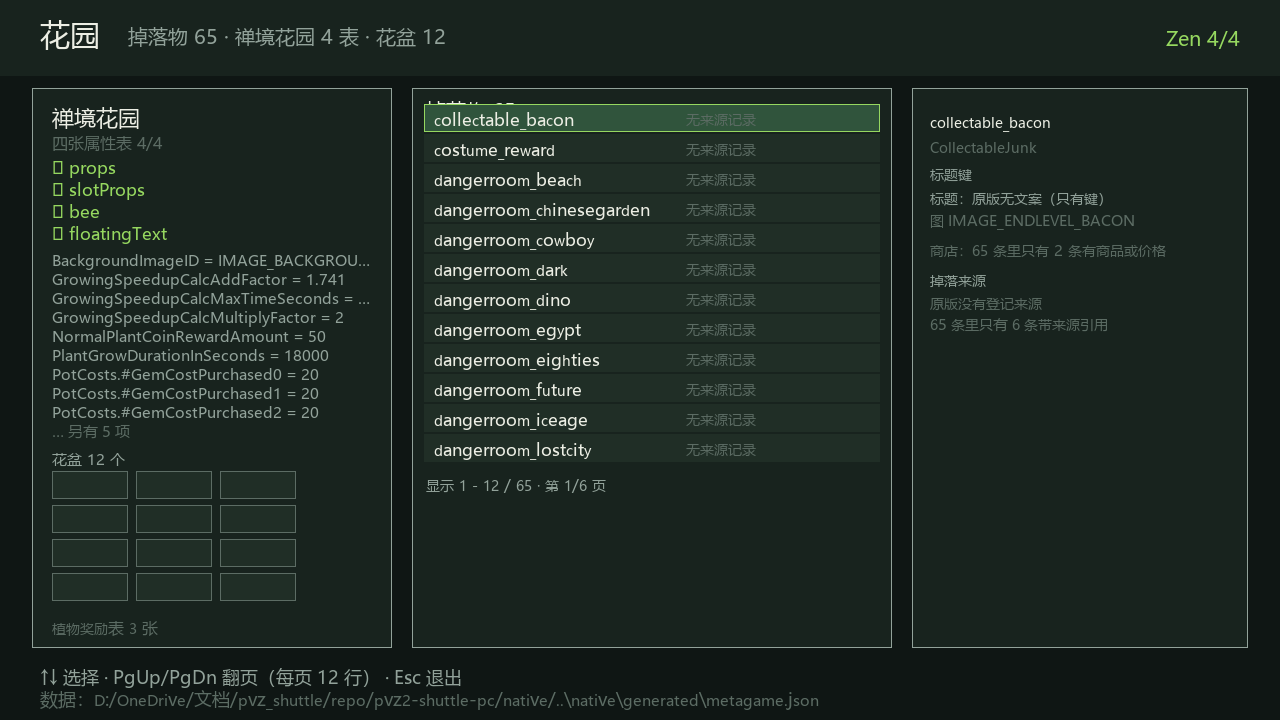 花园
掉落物 65 · 禅境花园 4 表 · 花盆 12
Zen 4/4
禅境花园
四张属性表 4/4
props
slotProps
bee
floatingText
BackgroundImageID = IMAGE_BACKGROU...
GrowingSpeedupCalcAddFactor = 1.741
GrowingSpeedupCalcMaxTimeSeconds = ...
GrowingSpeedupCalcMultiplyFactor = 2
NormalPlantCoinRewardAmount = 50
PlantGrowDurationInSeconds = 18000
PotCosts.#GemCostPurchased0 = 20
PotCosts.#GemCostPurchased1 = 20
PotCosts.#GemCostPurchased2 = 20
... 另有 5 项
花盆 12 个
植物奖励表 3 张
collectable_bacon 无来源记录
costume_reward 无来源记录
dangerroom_beach 无来源记录
dangerroom_chinesegarden 无来源记录
dangerroom_cowboy 无来源记录
dangerroom_dark 无来源记录
dangerroom_dino 无来源记录
dangerroom_egypt 无来源记录
dangerroom_eighties 无来源记录
dangerroom_future 无来源记录
dangerroom_iceage 无来源记录
dangerroom_lostcity 无来源记录
显示 1 - 12 / 65 · 第 1/6 页
collectable_bacon
CollectableJunk
标题键
标题：原版无文案（只有键）
图 IMAGE_ENDLEVEL_BACON
商店：65 条里只有 2 条有商品或价格
掉落来源
原版没有登记来源
65 条里只有 6 条带来源引用
↑↓ 选择 · PgUp/PgDn 翻页（每页 12 行） · Esc 退出
数据：D:/OneDriVe/文档/pVZ_shuttle/repo/pVZ2-shuttle-pc/natiVe/..\natiVe\generated\metagame.json